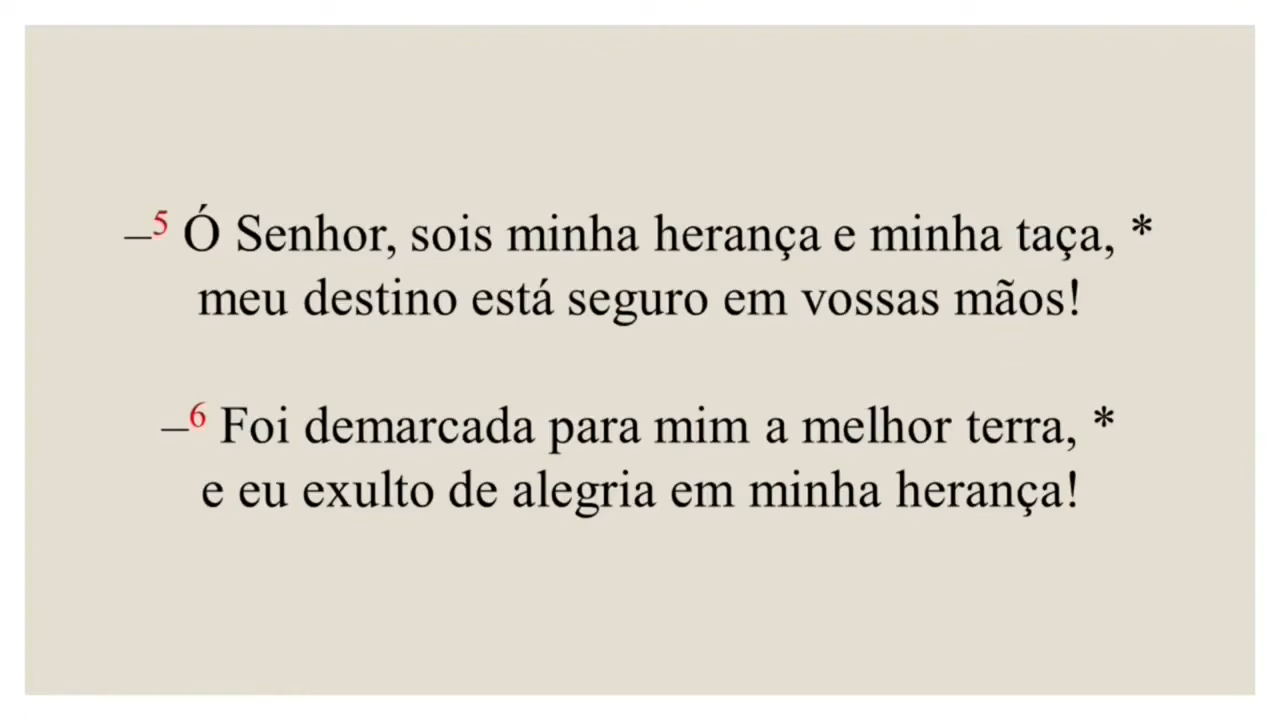 –⁵ Ó Senhor, sois minha herança e minha taça, *
meu destino está seguro em vossas mãos!
–⁶ Foi demarcada para mim a melhor terra, *
e eu exulto de alegria em minha herança!